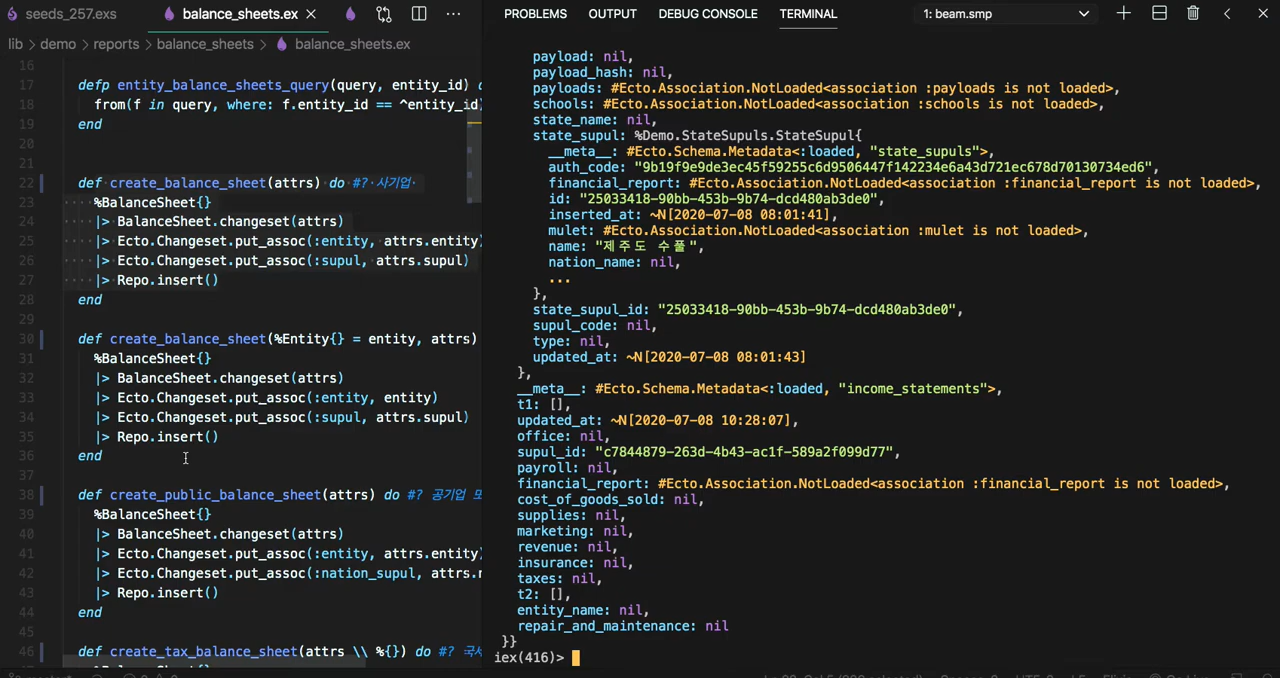 seeds_257.exs balance_sheets.ex
lib > demo > reports > balance_sheets > balance_sheets.ex
16
17 defp entity_balance_sheets_query(query, entity_id)
18 from(f in query, where: f.entity_id == ^entity_id)
19 end
20
21
22 def create_balance_sheet(attrs) do #? 사기업
23 %BalanceSheet{}
24 |> BalanceSheet.changeset(attrs)
25 |> Ecto.Changeset.put_assoc(:entity, attrs.entity)
26 |> Ecto.Changeset.put_assoc(:supul, attrs.supul)
27 |> Repo.insert()
28 end
29
30 def create_balance_sheet(%Entity{} = entity, attrs)
31 %BalanceSheet{}
32 |> BalanceSheet.changeset(attrs)
33 |> Ecto.Changeset.put_assoc(:entity, entity)
34 |> Ecto.Changeset.put_assoc(:supul, attrs.supul)
35 |> Repo.insert()
36 end
37
38 def create_public_balance_sheet(attrs) do #? 공기업
39 %BalanceSheet{}
40 |> BalanceSheet.changeset(attrs)
41 |> Ecto.Changeset.put_assoc(:entity, attrs.entity)
42 |> Ecto.Changeset.put_assoc(:nation_supul, attrs.
43 |> Repo.insert()
44 end
45
46 def create_tax_balance_sheet(attrs \\ %{}) do #?
PROBLEMS OUTPUT DEBUG CONSOLE TERMINAL 1: beam.smp
payload: nil,
payload_hash: nil,
payloads: #Ecto.Association.NotLoaded<association :payloads is not loaded>,
schools: #Ecto.Association.NotLoaded<association :schools is not loaded>,
state_name: nil,
state_supul: %Demo.StateSupuls.StateSupul{
__meta__: #Ecto.Schema.Metadata<:loaded, "state_supuls">,
auth_code: "9b19f9e9de3ec45f59255c6d9506447f142234e6a43d721ec678d70130734ed6",
financial_report: #Ecto.Association.NotLoaded<association :financial_report is not loaded>,
id: "25033418-90bb-453b-9b74-dcd480ab3de0",
inserted_at: ~N[2020-07-08 08:01:41],
mulet: #Ecto.Association.NotLoaded<association :mulet is not loaded>,
name: "제주도 수풀",
nation_name: nil,
...
},
state_supul_id: "25033418-90bb-453b-9b74-dcd480ab3de0",
supul_code: nil,
type: nil,
updated_at: ~N[2020-07-08 08:01:43]
},
__meta__: #Ecto.Schema.Metadata<:loaded, "income_statements">,
t1: [],
updated_at: ~N[2020-07-08 10:28:07],
office: nil,
supul_id: "c7844879-263d-4b43-ac1f-589a2f099d77",
payroll: nil,
financial_report: #Ecto.Association.NotLoaded<association :financial_report is not loaded>,
cost_of_goods_sold: nil,
supplies: nil,
marketing: nil,
revenue: nil,
insurance: nil,
taxes: nil,
t2: [],
entity_name: nil,
repair_and_maintenance: nil
}}
iex(416)>